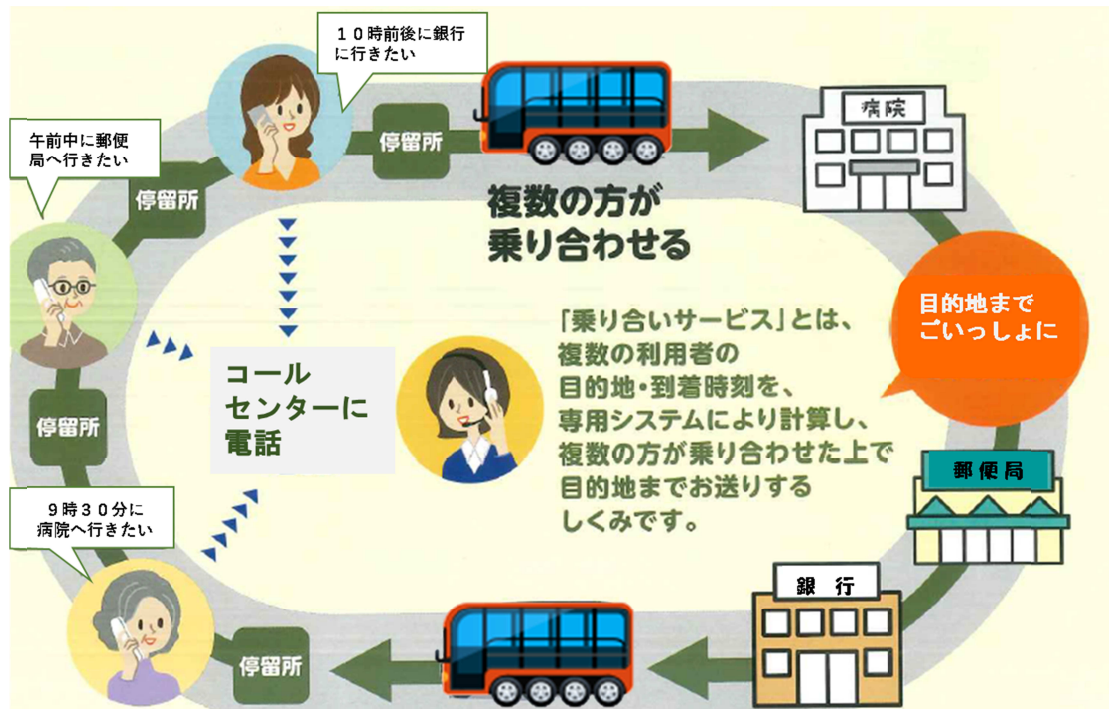 １０時前後に銀行
に行きたい
午前中に郵便
局へ行きたい
停留所
停留所
病院
複数の方が
乗り合わせる
目的地まで
ごいっしょに
「乗り合いサービス」とは、
複数の利用者の
目的地・到着時刻を、
専用システムにより計算し、
複数の方が乗り合わせた上で
目的地までお送りする
しくみです。
コール
センターに
電話
停留所
郵便局
９時３０分に
病院へ行きたい
銀行
停留所